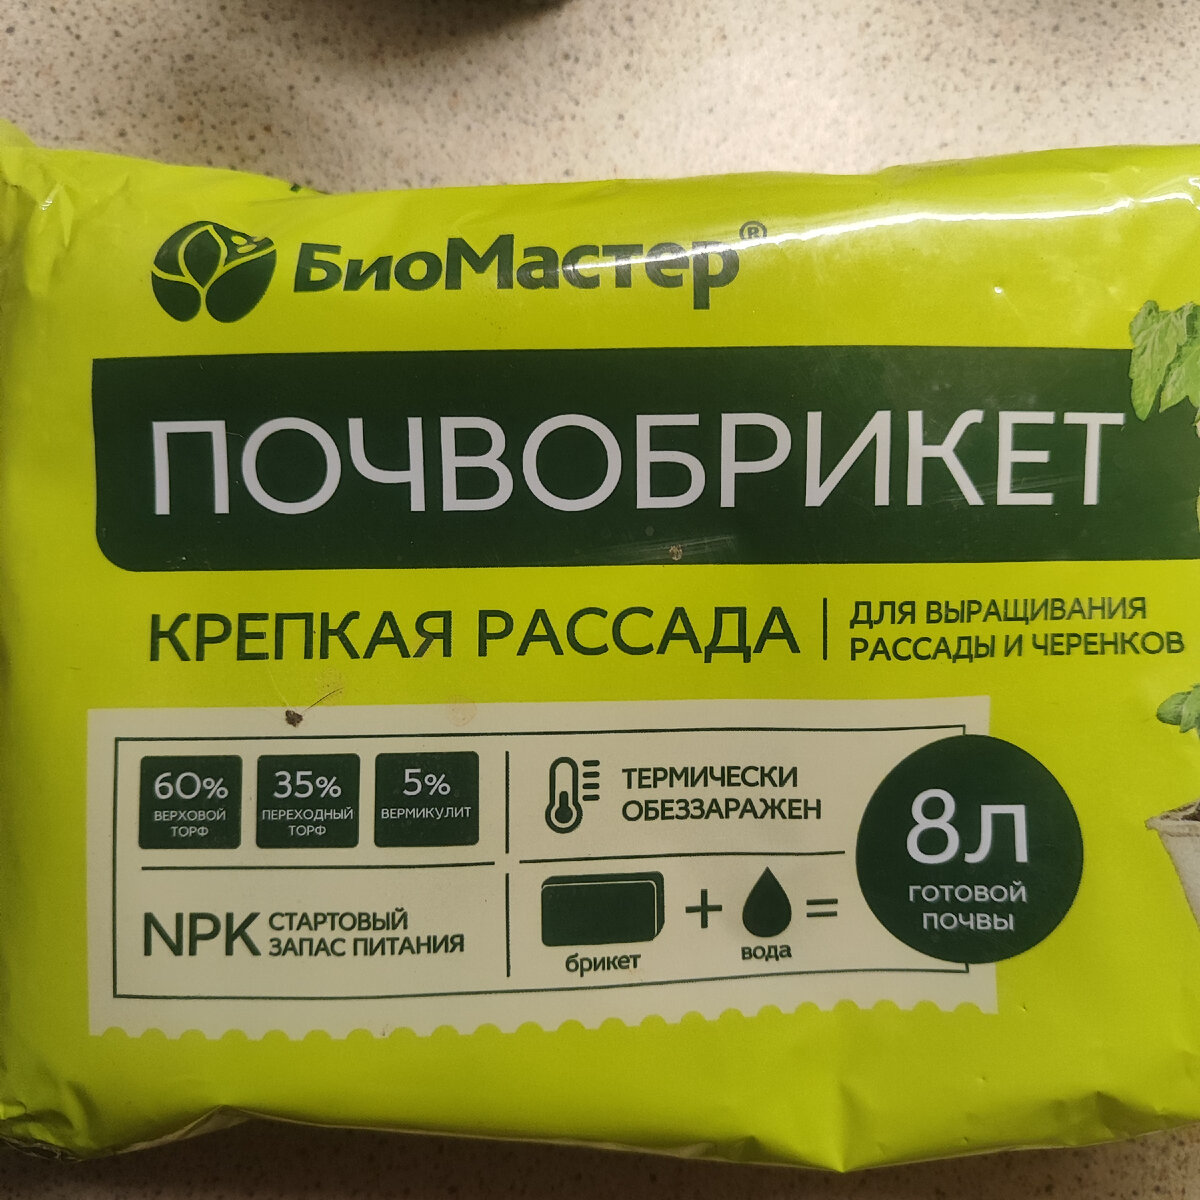 БиоМастер®
ПОЧВОБРИКЕТ
КРЕПКАЯ РАССАДА
ДЛЯ ВЫРАЩИВАНИЯ
РАССАДЫ И ЧЕРЕНКОВ
60%
ВЕРХОВОЙ
ТОРФ
35%
ПЕРЕХОДНЫЙ
ТОРФ
5%
ВЕРМИКУЛИТ
ТЕРМИЧЕСКИ
ОБЕЗЗАРАЖЕН
NPK СТАРТОВЫЙ
ЗАПАС ПИТАНИЯ
+ =
брикет
вода
8л
ГОТОВОЙ
ПОЧВЫ